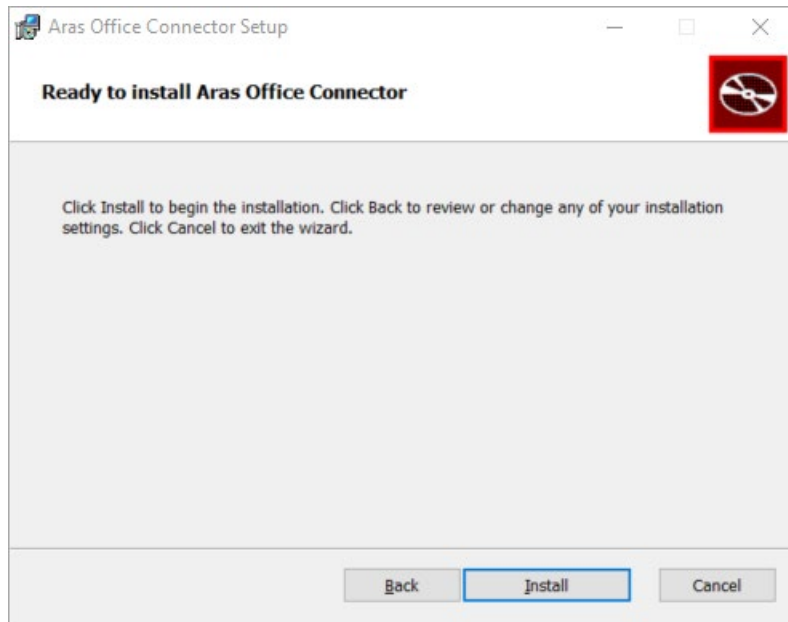 Aras Office Connector Setup
Ready to install Aras Office Connector
Click Install to begin the installation. Click Back to review or change any of your installation
settings. Click Cancel to exit the wizard.
Back
Install
Cancel